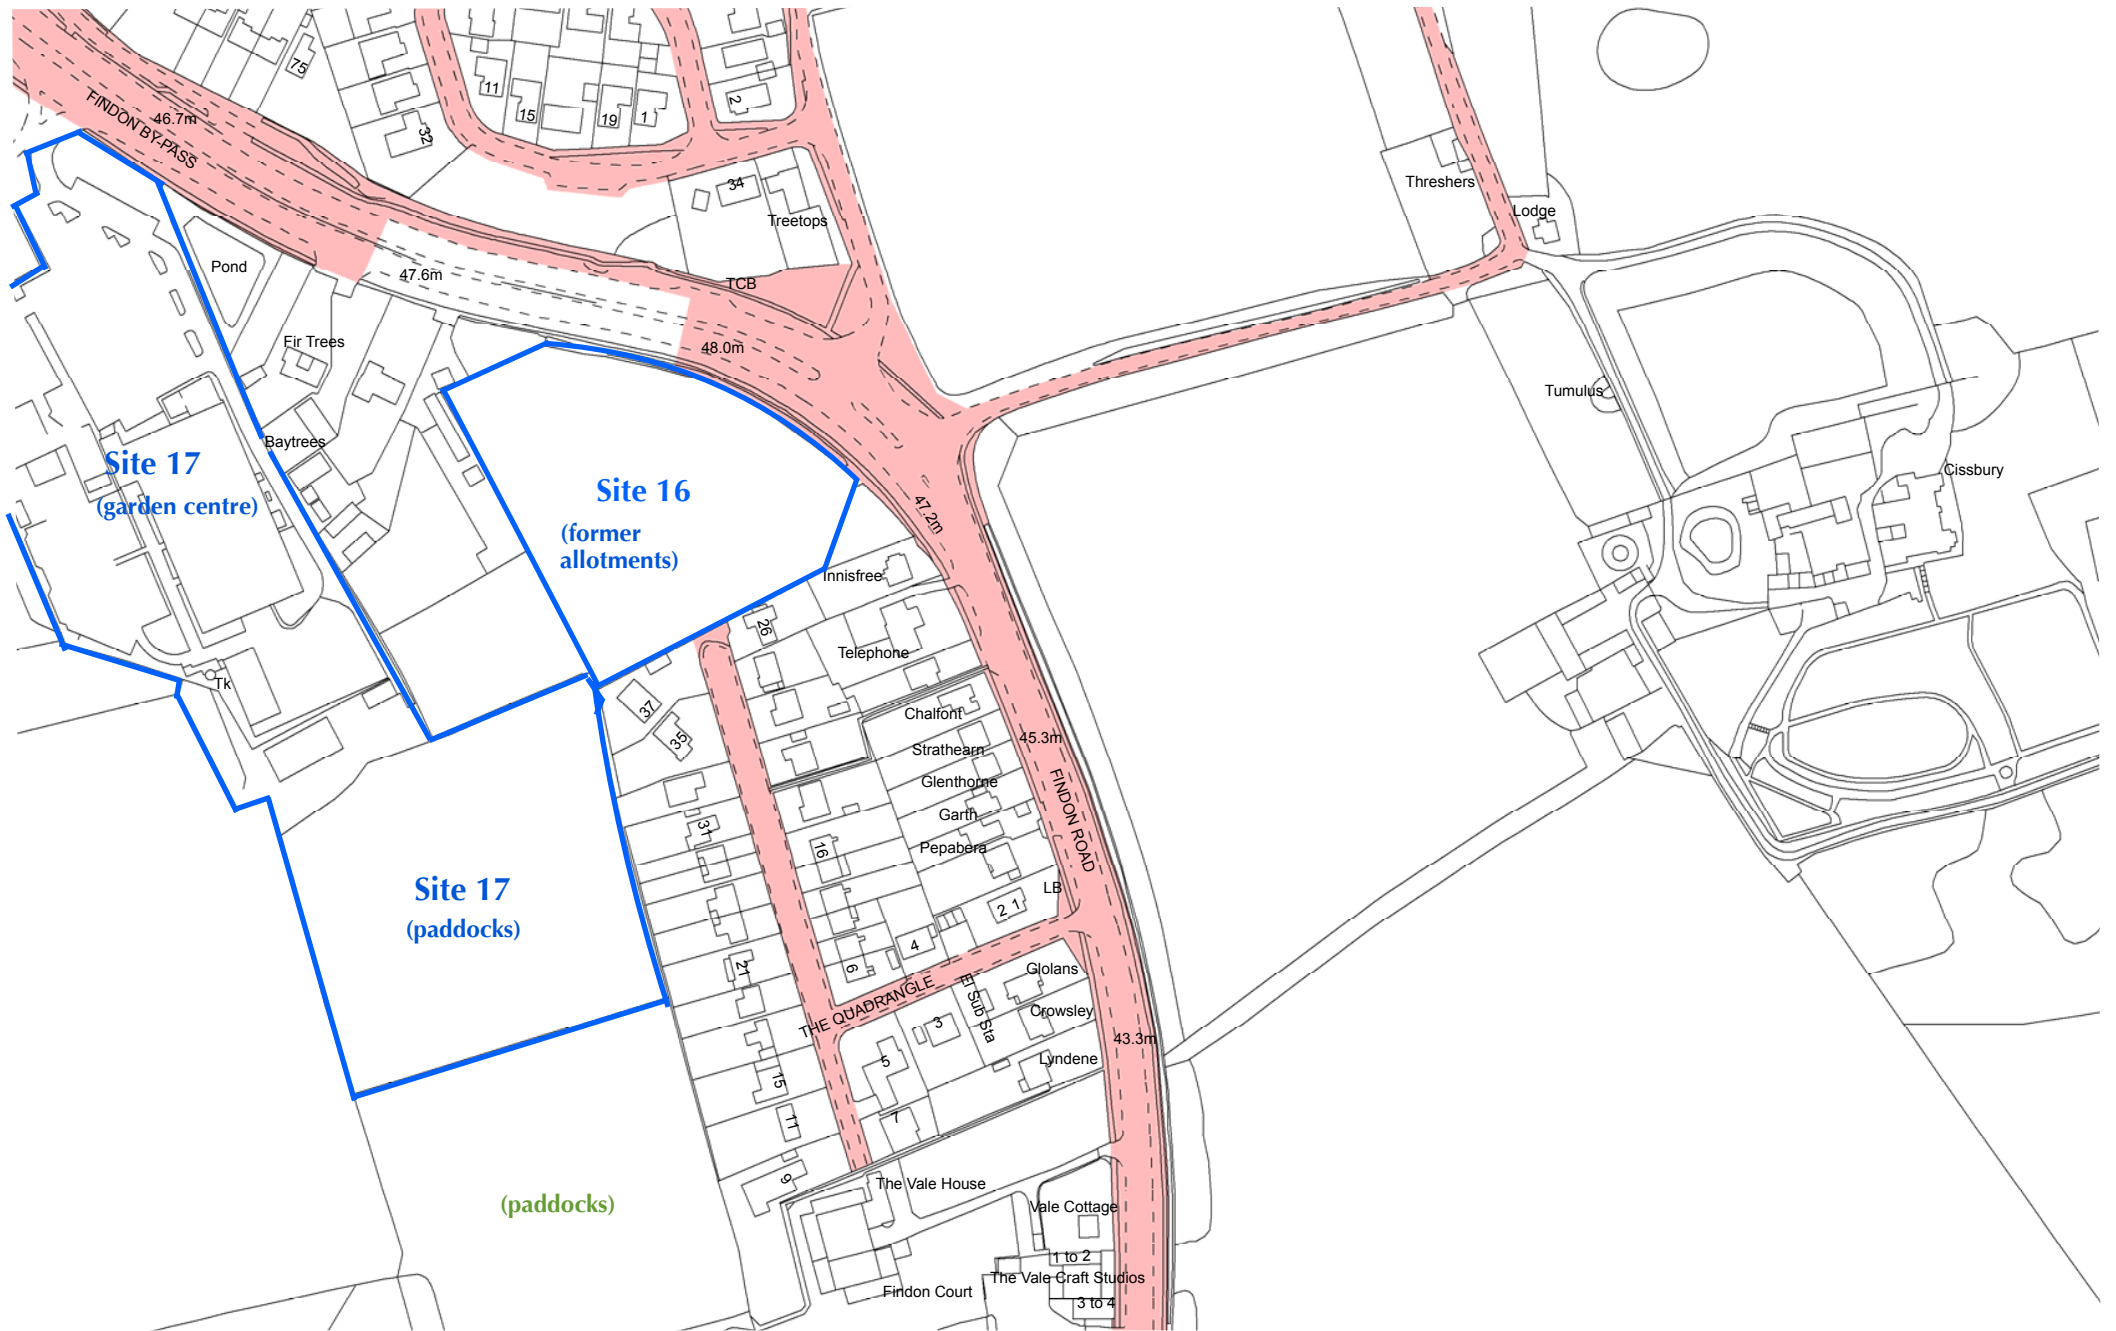 75
11
15
19
1
2
32
46.7m
FINDON BY-PASS
34
Treetops
Threshers
Lodge
Pond
47.6m
TCB
Fir Trees
48.0m
Tumulus
Baytrees
Site 17
(garden centre)
Site 16
(former
allotments)
47.2m
Cissbury
Innisfree
26
Telephone
Tk
37
35
Chalfont
Strathearn
45.3m
Glenthorne
FINDON ROAD
Garth
31
16
Pepabera
LB
Site 17
(paddocks)
2 1
4
6
21
Glolans
THE QUADRANGLE
El Sub Sta
Crowsley
3
43.3m
Lyndene
5
15
7
11
9
The Vale House
(paddocks)
Vale Cottage
1 to 2
The Vale Craft Studios
Findon Court
3 to 4